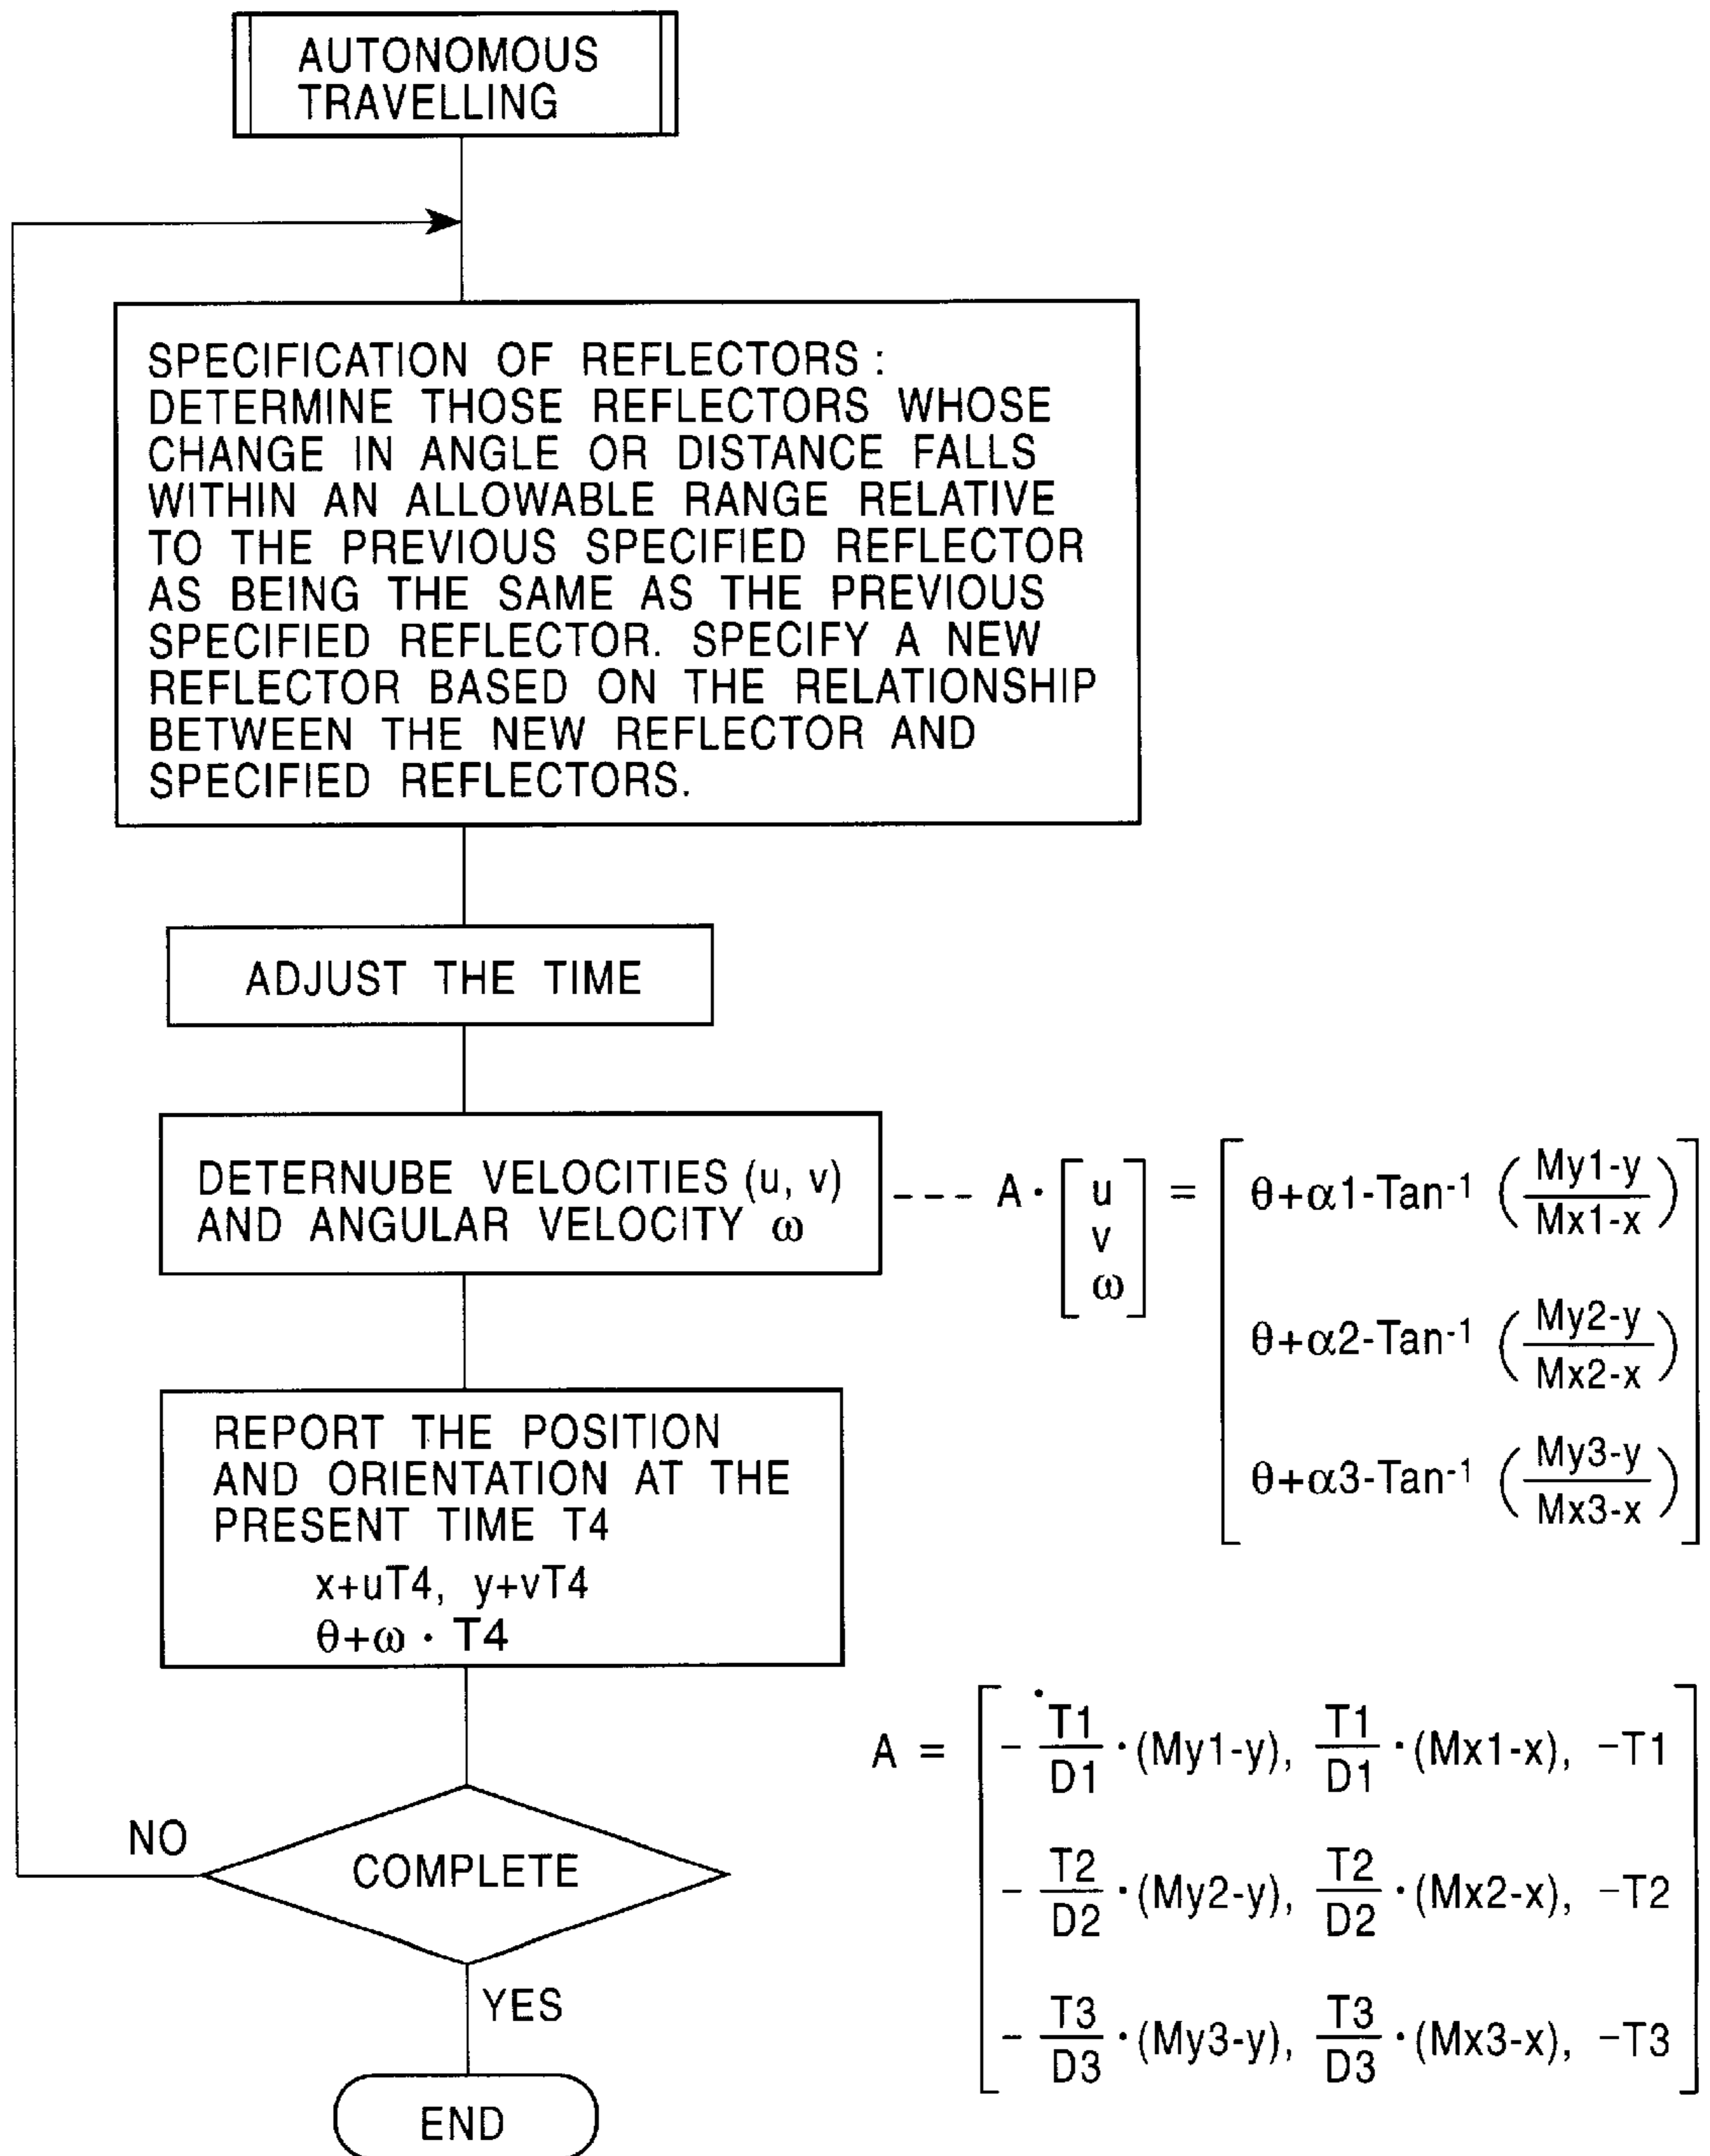 AUTONOMOUS
TRAVELLING
SPECIFICATION OF REFLECTORS :
DETERMINE THOSE REFLECTORS WHOSE
CHANGE IN ANGLE OR DISTANCE FALLS
WITHIN AN ALLOWABLE RANGE RELATIVE
TO THE PREVIOUS SPECIFIED REFLECTOR
AS BEING THE SAME AS THE PREVIOUS
SPECIFIED REFLECTOR. SPECIFY A NEW
REFLECTOR BASED ON THE RELATIONSHIP
BETWEEN THE NEW REFLECTOR AND
SPECIFIED REFLECTORS.
ADJUST THE TIME
DETERNUBE VELOCITIES (u, v)
AND ANGULAR VELOCITY ω
A · [u v ω] =
θ+α1-Tan⁻¹ (My1-y / Mx1-x)
θ+α2-Tan⁻¹ (My2-y / Mx2-x)
θ+α3-Tan⁻¹ (My3-y / Mx3-x)
REPORT THE POSITION
AND ORIENTATION AT THE
PRESENT TIME T4
x+uT4, y+vT4
θ+ω · T4
A =
- T1/D1 · (My1-y), T1/D1 · (Mx1-x), -T1
- T2/D2 · (My2-y), T2/D2 · (Mx2-x), -T2
- T3/D3 · (My3-y), T3/D3 · (Mx3-x), -T3
NO
COMPLETE
YES
END